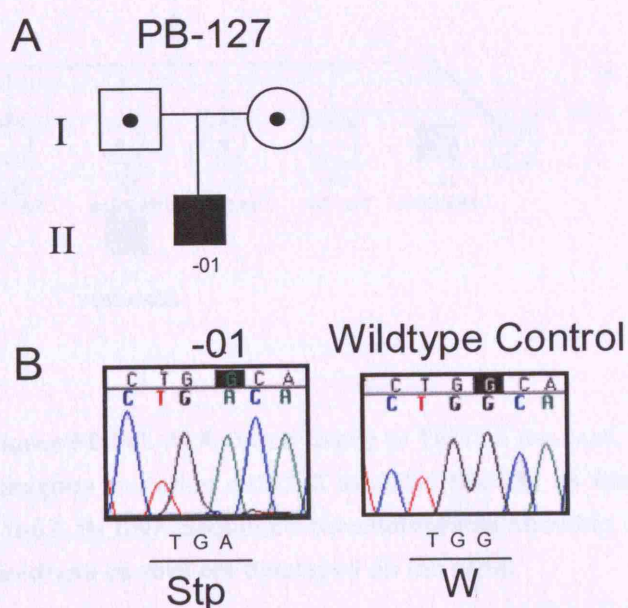 A
PB-127
I
II
-01
B
-01
Wildtype Control
C T G G C A
C T G A C A
C T G G C A
C T G G C A
T G A
Stp
T G G
W